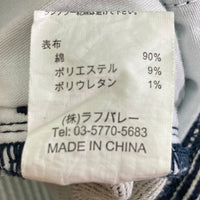 表布
綿 90%
ポリエステル 9%
ポリウレタン 1%
(株)ラフバレー
Tel: 03-5770-5683
MADE IN CHINA